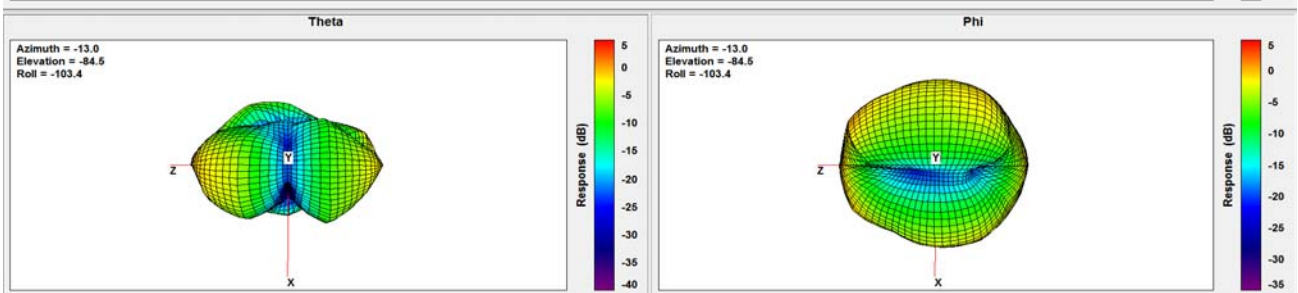 Theta
Azimuth = -13.0
Elevation = -84.5
Roll = -103.4
Z
Y
X
5
0
-5
-10
-15
-20
-25
-30
-35
-40
Response (dB)
Phi
Azimuth = -13.0
Elevation = -84.5
Roll = -103.4
Z
Y
X
5
0
-5
-10
-15
-20
-25
-30
-35
Response (dB)